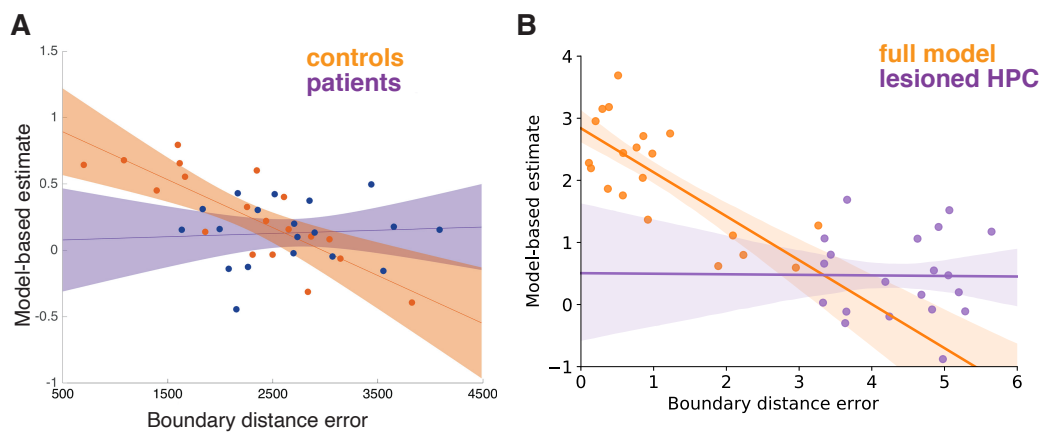 A
controls
patients
1.5
1
0.5
0
-0.5
-1
500
1500
2500
3500
4500
Model-based estimate
Boundary distance error
B
full model
lesioned HPC
4
3
2
1
0
−1
0
1
2
3
4
5
6
Model-based estimate
Boundary distance error